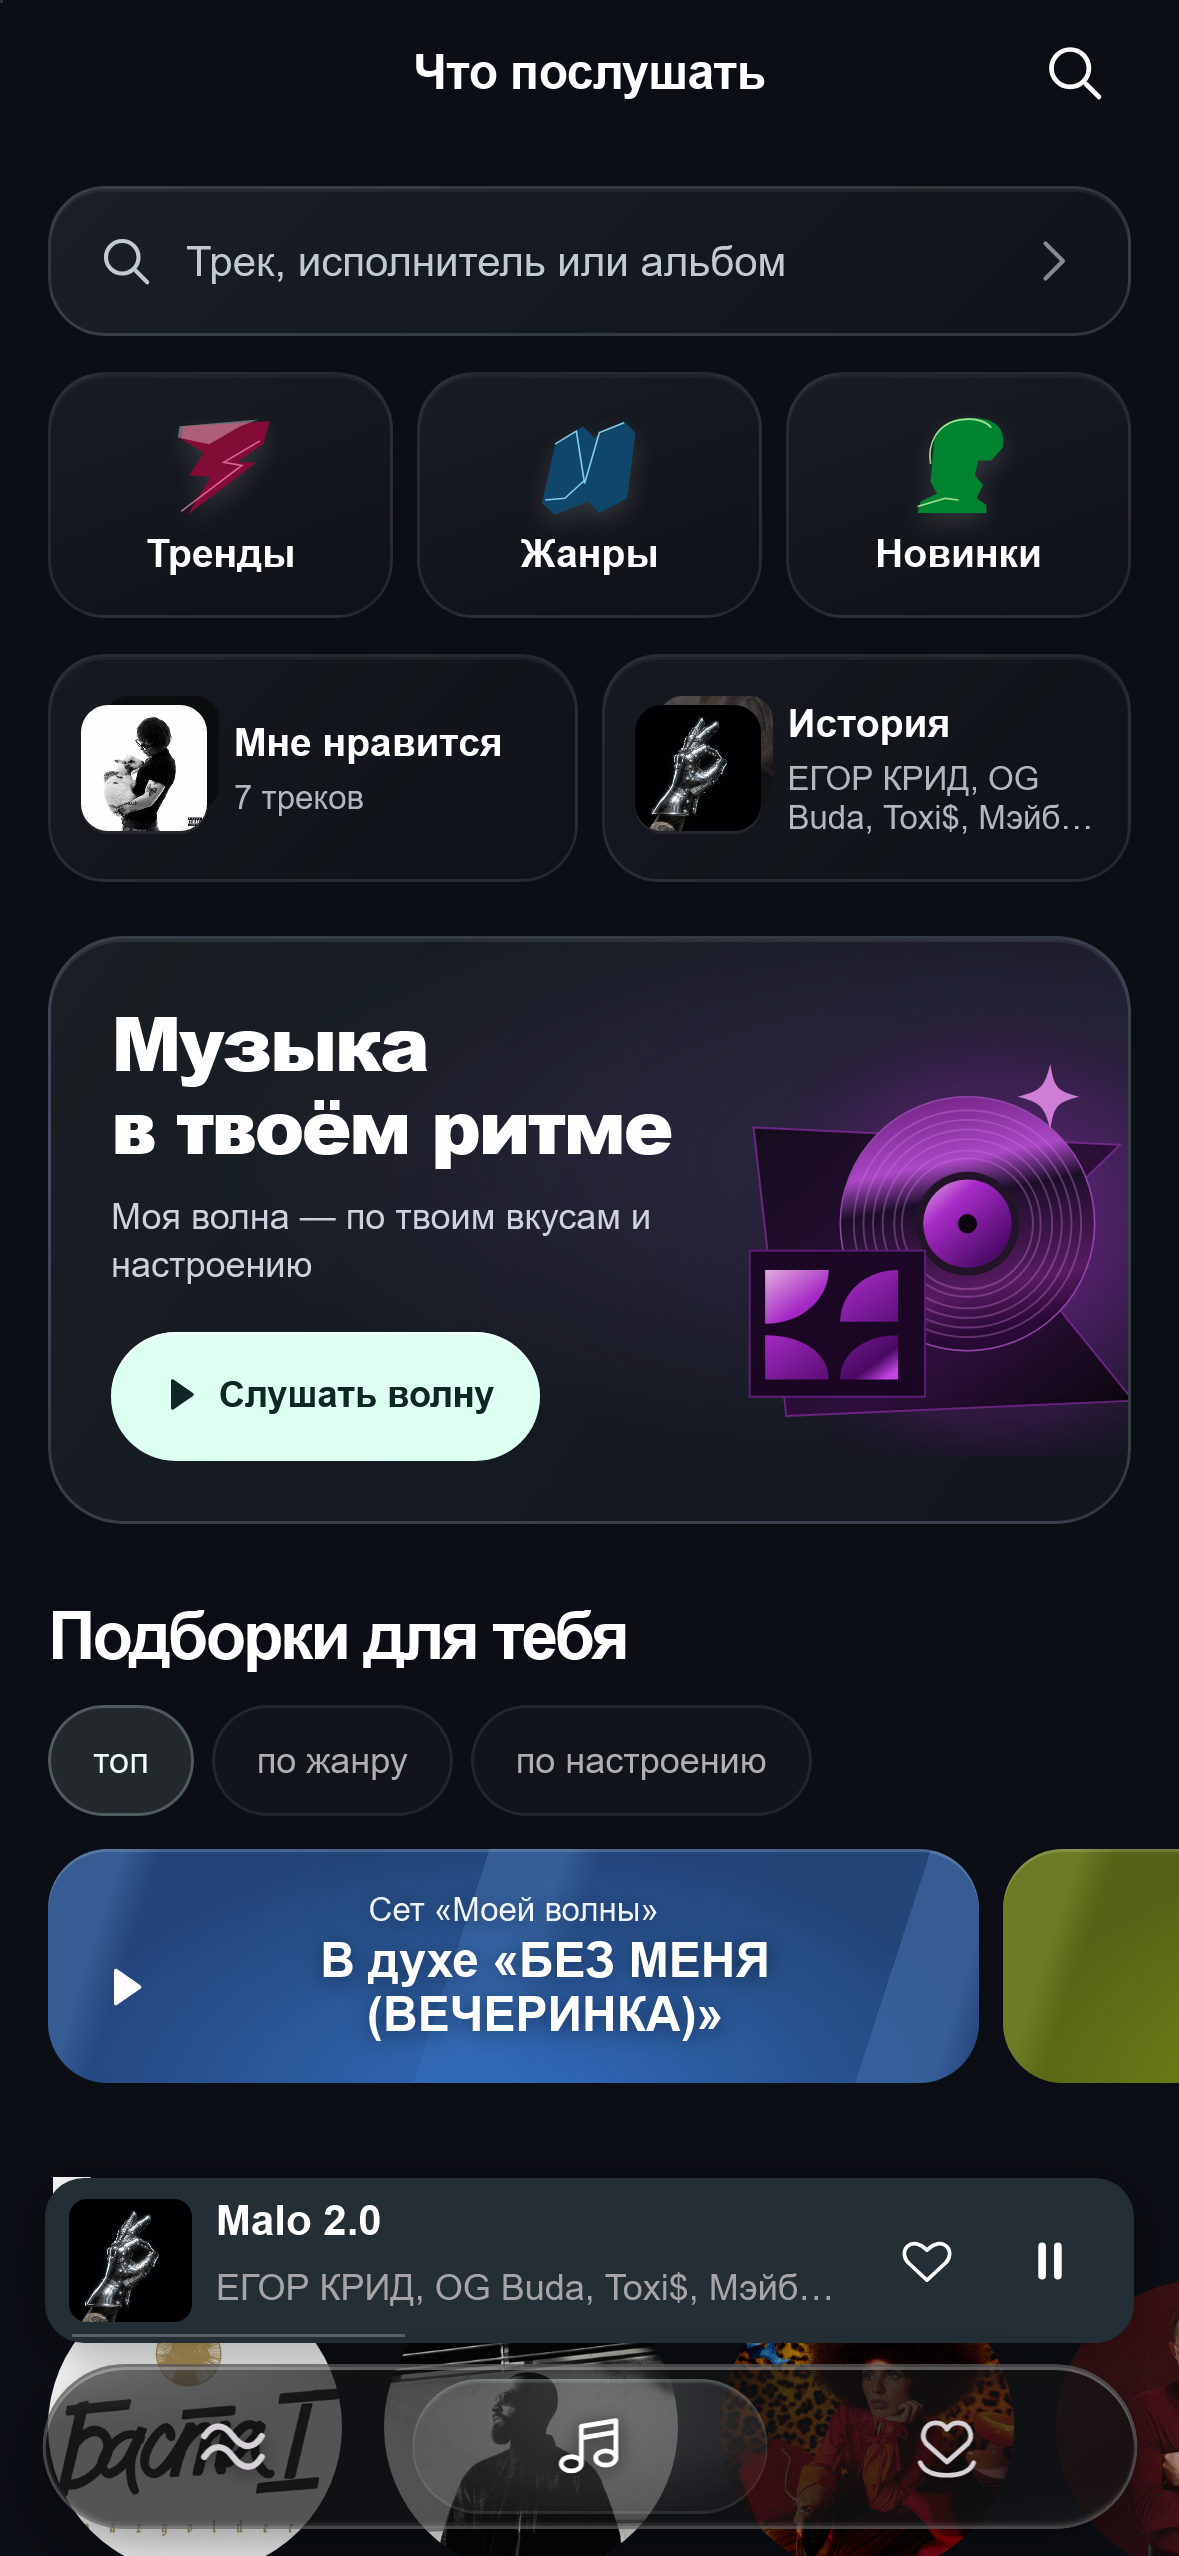 Что послушать
Трек, исполнитель или альбом
Тренды
Жанры
Новинки
Мне нравится
7 треков
История
ЕГОР КРИД, OG
Buda, Toxi$, Мэйб…
Музыка
в твоём ритме
Моя волна — по твоим вкусам и
настроению
Слушать волну
Подборки для тебя
топ
по жанру
по настроению
Сет «Моей волны»
В духе «БЕЗ МЕНЯ
(ВЕЧЕРИНКА)»
Malo 2.0
ЕГОР КРИД, OG Buda, Toxi$, Мэйб…
Баста I